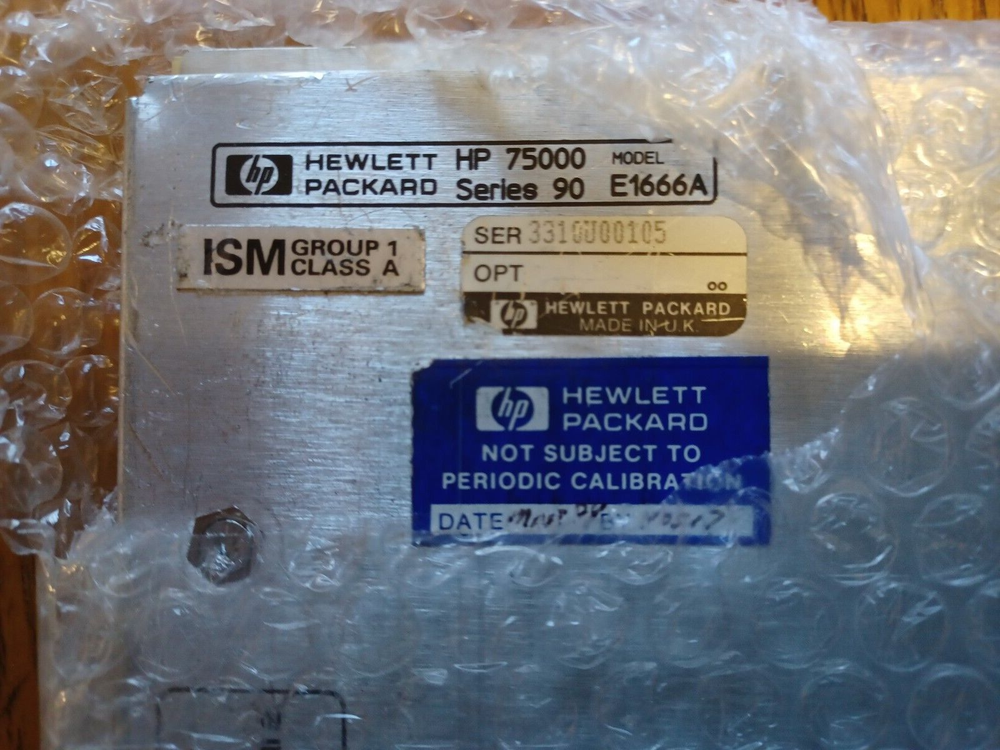 hp HEWLETT PACKARD HP 75000 Series 90 MODEL E1666A
ISM GROUP 1 CLASS A
SER 3310U00105
OPT
oo
hp HEWLETT PACKARD
MADE IN U.K.
hp HEWLETT
PACKARD
NOT SUBJECT TO
PERIODIC CALIBRATION
DATE